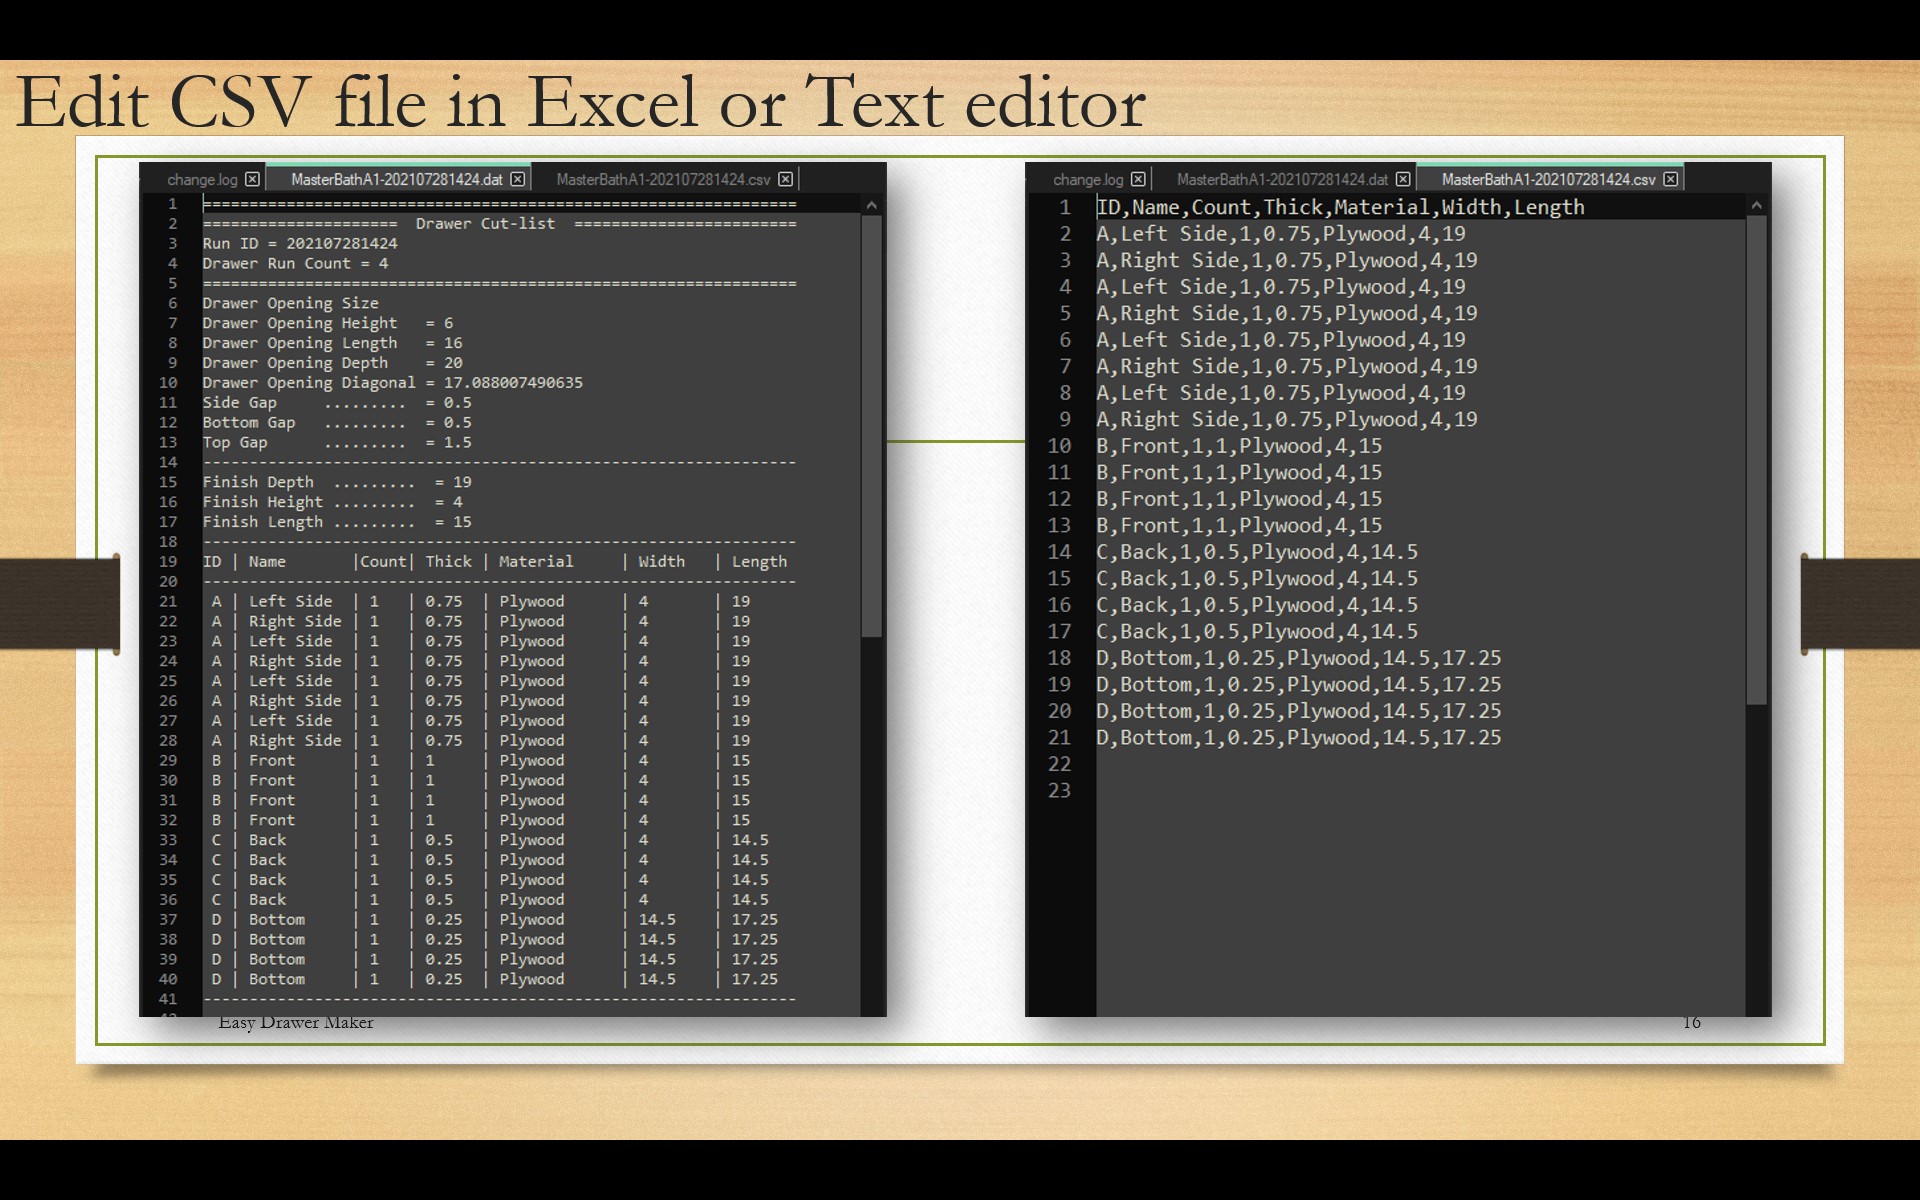 Edit CSV file in Excel or Text editor
change.log MasterBathA1-202107281424.dat MasterBathA1-202107281424.csv
1 ================================================================
2 ===================== Drawer Cut-list ========================
3 Run ID = 202107281424
4 Drawer Run Count = 4
5 ================================================================
6 Drawer Opening Size
7 Drawer Opening Height = 6
8 Drawer Opening Length = 16
9 Drawer Opening Depth = 20
10 Drawer Opening Diagonal = 17.088007490635
11 Side Gap ......... = 0.5
12 Bottom Gap ......... = 0.5
13 Top Gap ......... = 1.5
14 ----------------------------------------------------------------
15 Finish Depth ......... = 19
16 Finish Height ......... = 4
17 Finish Length ......... = 15
18 ----------------------------------------------------------------
19 ID | Name |Count| Thick | Material | Width | Length
20 ----------------------------------------------------------------
21 A | Left Side | 1 | 0.75 | Plywood | 4 | 19
22 A | Right Side | 1 | 0.75 | Plywood | 4 | 19
23 A | Left Side | 1 | 0.75 | Plywood | 4 | 19
24 A | Right Side | 1 | 0.75 | Plywood | 4 | 19
25 A | Left Side | 1 | 0.75 | Plywood | 4 | 19
26 A | Right Side | 1 | 0.75 | Plywood | 4 | 19
27 A | Left Side | 1 | 0.75 | Plywood | 4 | 19
28 A | Right Side | 1 | 0.75 | Plywood | 4 | 19
29 B | Front | 1 | 1 | Plywood | 4 | 15
30 B | Front | 1 | 1 | Plywood | 4 | 15
31 B | Front | 1 | 1 | Plywood | 4 | 15
32 B | Front | 1 | 1 | Plywood | 4 | 15
33 C | Back | 1 | 0.5 | Plywood | 4 | 14.5
34 C | Back | 1 | 0.5 | Plywood | 4 | 14.5
35 C | Back | 1 | 0.5 | Plywood | 4 | 14.5
36 C | Back | 1 | 0.5 | Plywood | 4 | 14.5
37 D | Bottom | 1 | 0.25 | Plywood | 14.5 | 17.25
38 D | Bottom | 1 | 0.25 | Plywood | 14.5 | 17.25
39 D | Bottom | 1 | 0.25 | Plywood | 14.5 | 17.25
40 D | Bottom | 1 | 0.25 | Plywood | 14.5 | 17.25
41 ----------------------------------------------------------------
change.log MasterBathA1-202107281424.dat MasterBathA1-202107281424.csv
1 ID,Name,Count,Thick,Material,Width,Length
2 A,Left Side,1,0.75,Plywood,4,19
3 A,Right Side,1,0.75,Plywood,4,19
4 A,Left Side,1,0.75,Plywood,4,19
5 A,Right Side,1,0.75,Plywood,4,19
6 A,Left Side,1,0.75,Plywood,4,19
7 A,Right Side,1,0.75,Plywood,4,19
8 A,Left Side,1,0.75,Plywood,4,19
9 A,Right Side,1,0.75,Plywood,4,19
10 B,Front,1,1,Plywood,4,15
11 B,Front,1,1,Plywood,4,15
12 B,Front,1,1,Plywood,4,15
13 B,Front,1,1,Plywood,4,15
14 C,Back,1,0.5,Plywood,4,14.5
15 C,Back,1,0.5,Plywood,4,14.5
16 C,Back,1,0.5,Plywood,4,14.5
17 C,Back,1,0.5,Plywood,4,14.5
18 D,Bottom,1,0.25,Plywood,14.5,17.25
19 D,Bottom,1,0.25,Plywood,14.5,17.25
20 D,Bottom,1,0.25,Plywood,14.5,17.25
21 D,Bottom,1,0.25,Plywood,14.5,17.25
22
23
Easy Drawer Maker
16